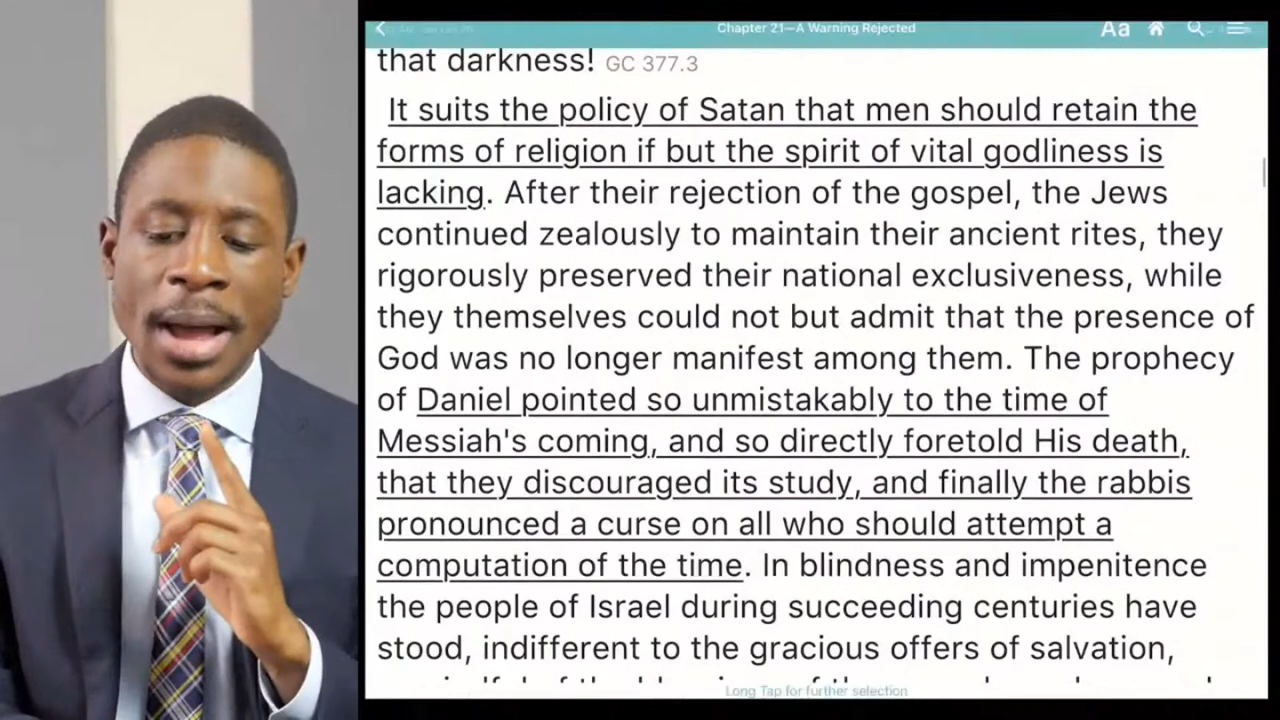 Chapter 21—A Warning Rejected
Aa
that darkness! GC 377.3
It suits the policy of Satan that men should retain the
forms of religion if but the spirit of vital godliness is
lacking. After their rejection of the gospel, the Jews
continued zealously to maintain their ancient rites, they
rigorously preserved their national exclusiveness, while
they themselves could not but admit that the presence of
God was no longer manifest among them. The prophecy
of Daniel pointed so unmistakably to the time of
Messiah's coming, and so directly foretold His death,
that they discouraged its study, and finally the rabbis
pronounced a curse on all who should attempt a
computation of the time. In blindness and impenitence
the people of Israel during succeeding centuries have
stood, indifferent to the gracious offers of salvation,
Long Tap for further selection